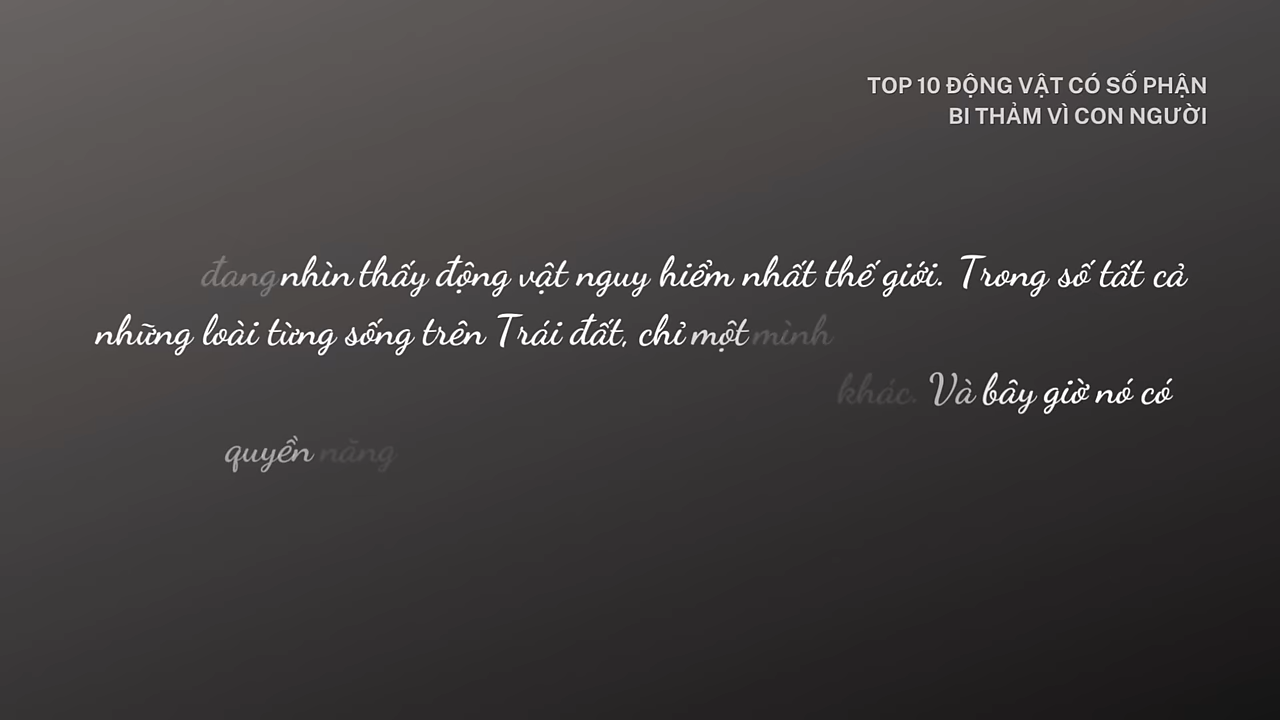 TOP 10 ĐỘNG VẬT CÓ SỐ PHẬN
BI THẢM VÌ CON NGƯỜI
đang nhìn thấy động vật nguy hiểm nhất thế giới. Trong số tất cả
những loài từng sống trên Trái đất, chỉ một mình
khác. Và bây giờ nó có
quyền năng